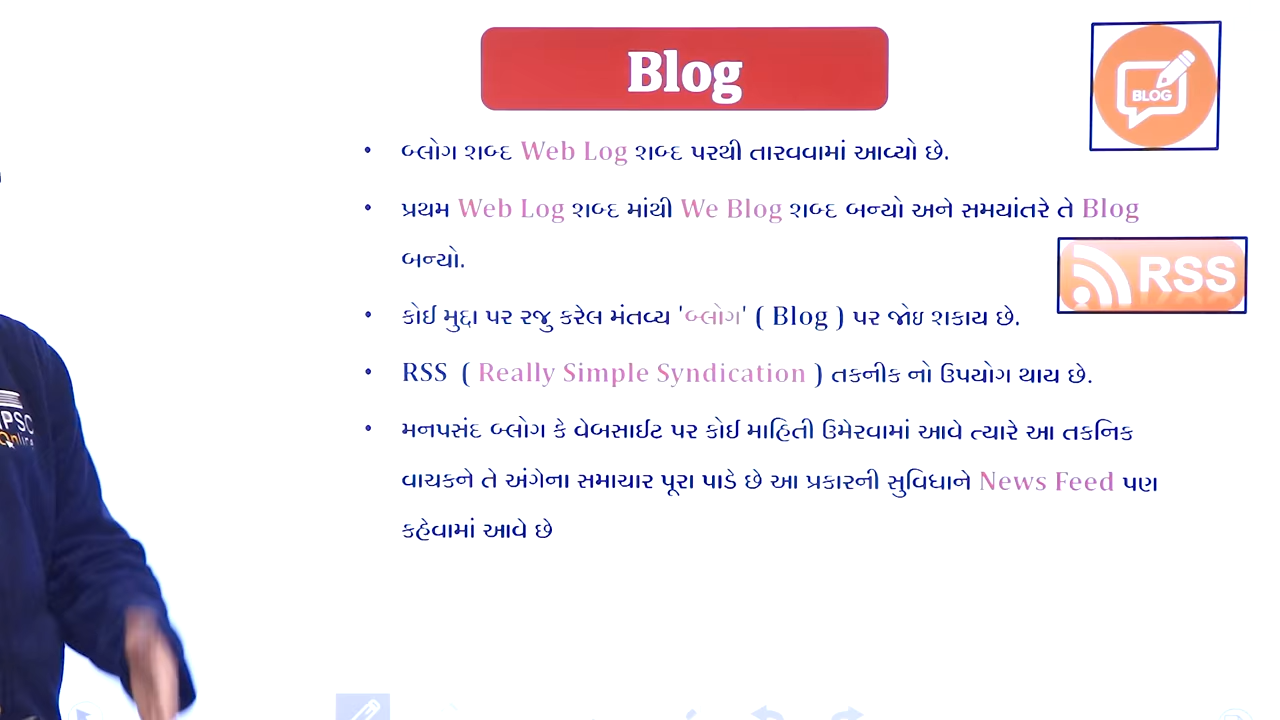 Blog
BLOG
• બ્લોગ શબ્દ Web Log શબ્દ પરથી તારવવામાં આવ્યો છે.
• પ્રથમ Web Log શબ્દ માંથી We Blog શબ્દ બન્યો અને સમયાંતરે તે Blog
બન્યો.
RSS
• કોઈ મુદ્દા પર રજુ કરેલ મંતવ્ય 'બ્લોગ' ( Blog ) પર જોઇ શકાય છે.
• RSS ( Really Simple Syndication ) તકનીક નો ઉપયોગ થાય છે.
• મનપસંદ બ્લોગ કે વેબસાઈટ પર કોઈ માહિતી ઉમેરવામાં આવે ત્યારે આ તકનિક
વાચકને તે અંગેના સમાચાર પૂરા પાડે છે આ પ્રકારની સુવિધાને News Feed પણ
કહેવામાં આવે છે